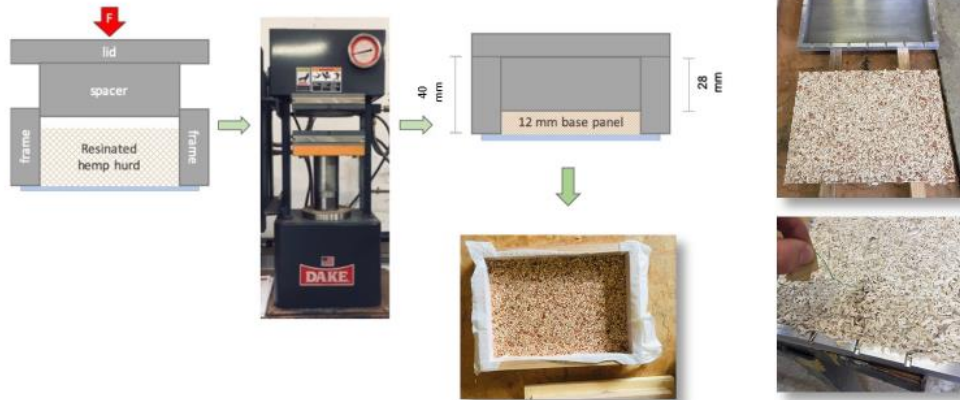 F
lid
spacer
frame
Resinated
hemp hurd
frame
DAKE
40
mm
28
mm
12 mm base panel